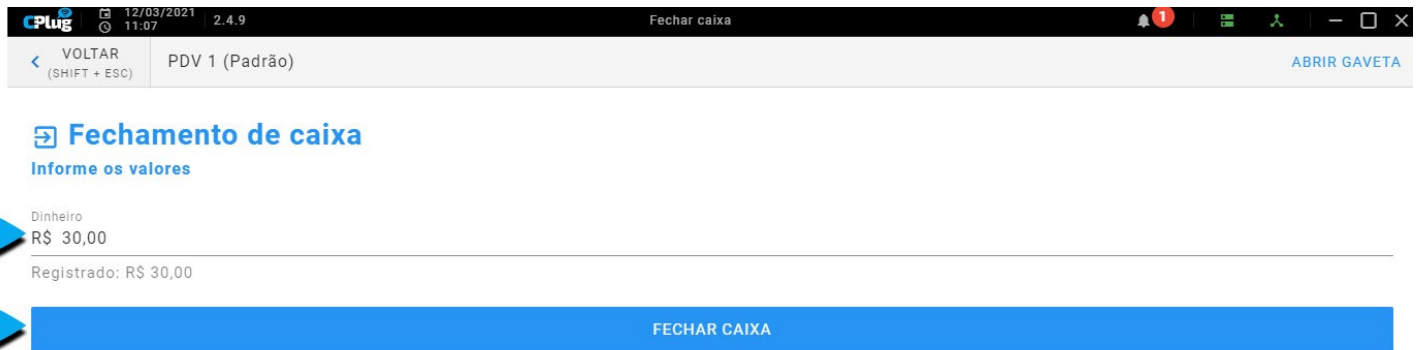 CPlug 12/03/2021 11:07 2.4.9 Fechar caixa 1
VOLTAR
(SHIFT + ESC)
PDV 1 (Padrão)
ABRIR GAVETA
Fechamento de caixa
Informe os valores
Dinheiro
R$ 30,00
Registrado: R$ 30,00
FECHAR CAIXA